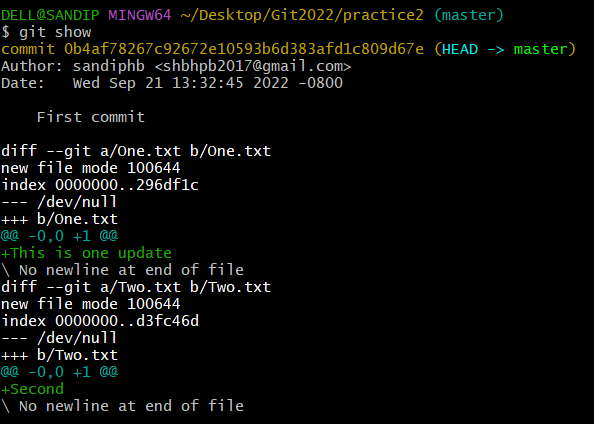 DELL@SANDIP MINGW64 ~/Desktop/Git2022/practice2 (master)
$ git show
commit 0b4af78267c92672e10593b6d383afd1c809d67e (HEAD -> master)
Author: sandiphb <shbhpb2017@gmail.com>
Date:   Wed Sep 21 13:32:45 2022 -0800

    First commit

diff --git a/One.txt b/One.txt
new file mode 100644
index 0000000..296df1c
--- /dev/null
+++ b/One.txt
@@ -0,0 +1 @@
+This is one update
\ No newline at end of file
diff --git a/Two.txt b/Two.txt
new file mode 100644
index 0000000..d3fc46d
--- /dev/null
+++ b/Two.txt
@@ -0,0 +1 @@
+Second
\ No newline at end of file